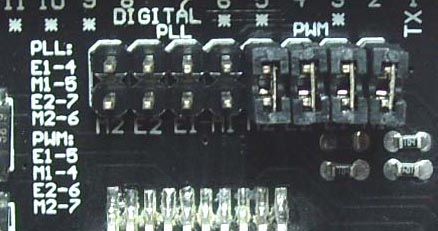 11 10 9 8 7 6 5 4 3 2
* * * DIGITAL * * *
PLL PWM TX
PLL:
E1-4
M1-5
E2-7
M2-6
M2 E2 E1 M1
PWM:
E1-5
M1-4
E2-6
M2-7